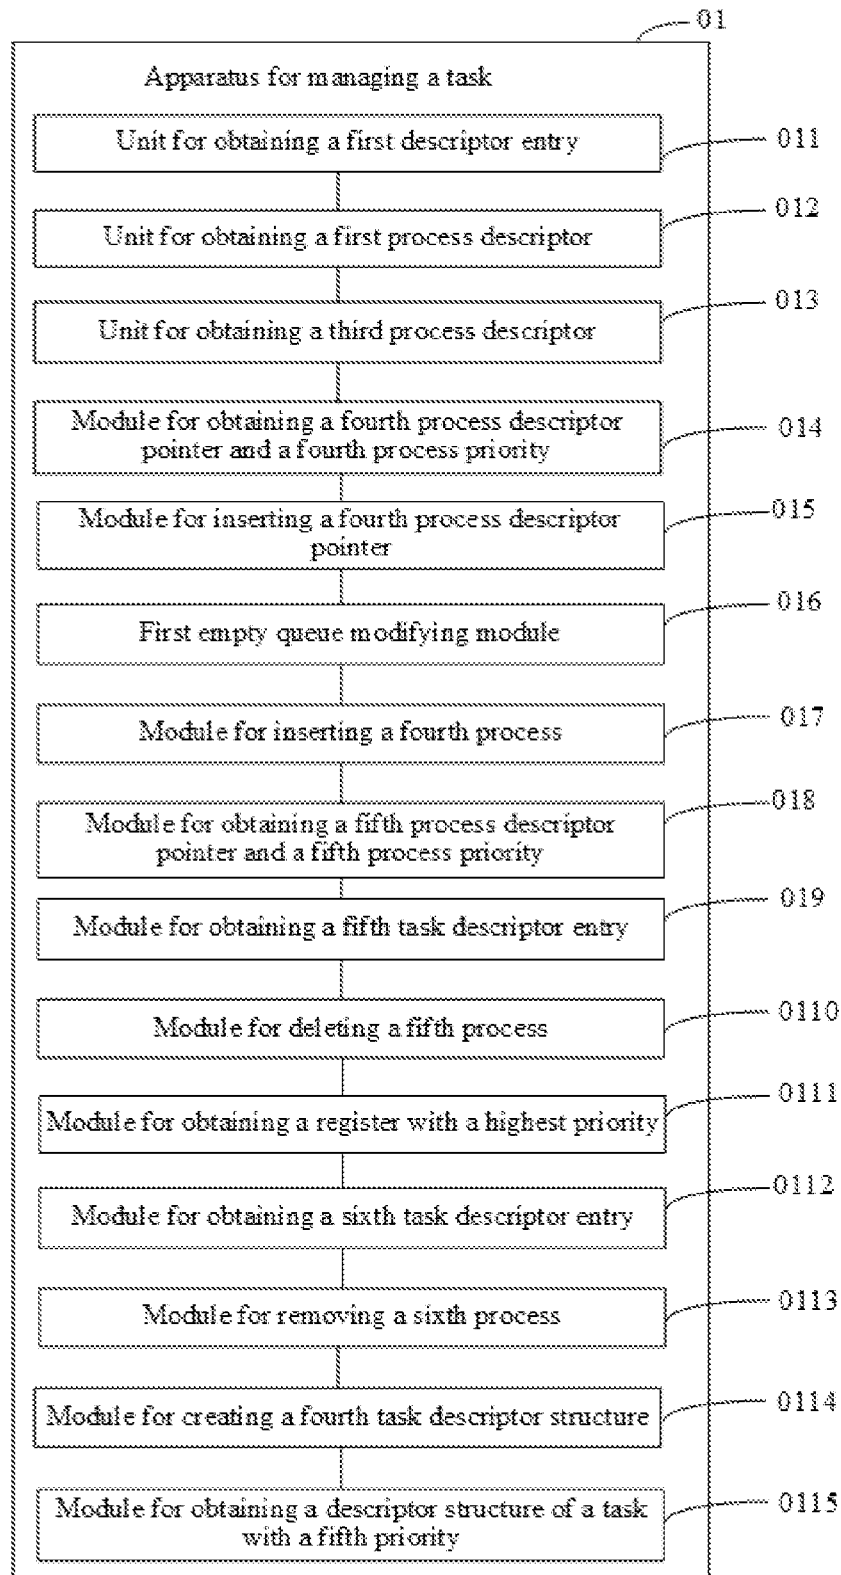 01
Apparatus for managing a task
Unit for obtaining a first descriptor entry
011
Unit for obtaining a first process descriptor
012
Unit for obtaining a third process descriptor
013
Module for obtaining a fourth process descriptor
pointer and a fourth process priority
014
Module for inserting a fourth process descriptor
pointer
015
First empty queue modifying module
016
Module for inserting a fourth process
017
Module for obtaining a fifth process descriptor
pointer and a fifth process priority
018
Module for obtaining a fifth task descriptor entry
019
Module for deleting a fifth process
0110
Module for obtaining a register with a highest priority
0111
Module for obtaining a sixth task descriptor entry
0112
Module for removing a sixth process
0113
Module for creating a fourth task descriptor structure
0114
Module for obtaining a descriptor structure of a task
with a fifth priority
0115